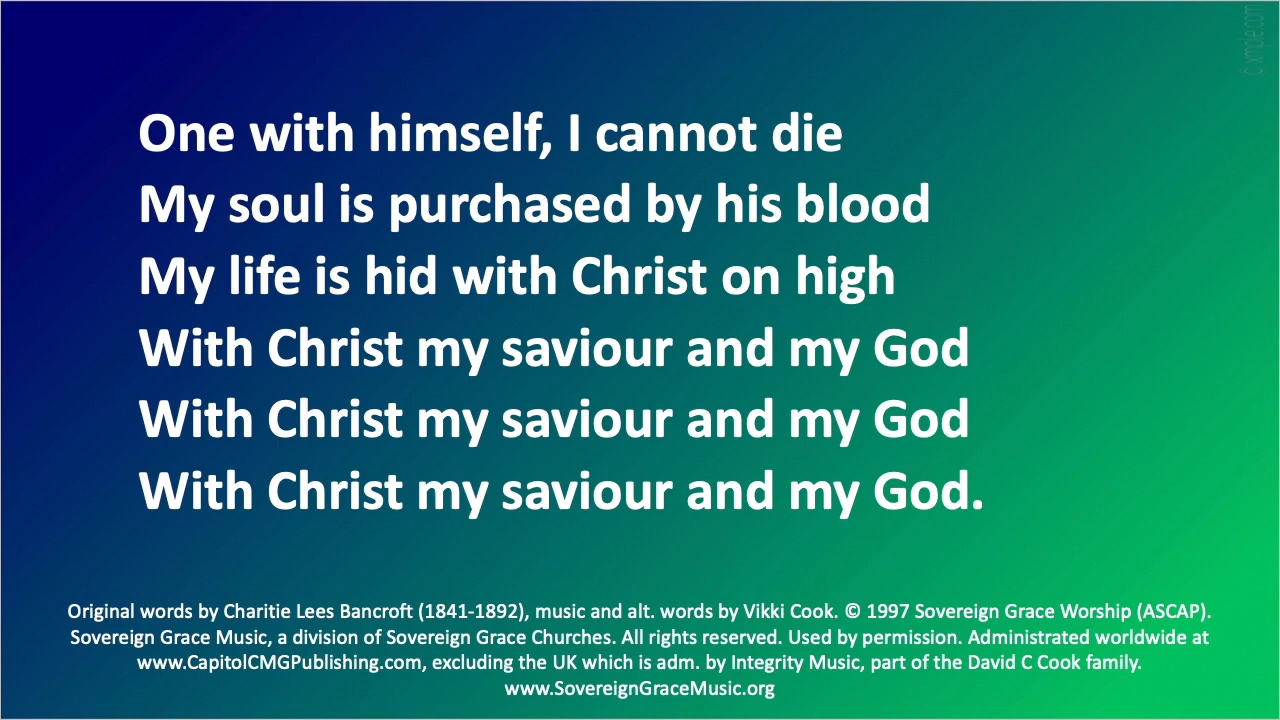 One with himself, I cannot die
My soul is purchased by his blood
My life is hid with Christ on high
With Christ my saviour and my God
With Christ my saviour and my God
With Christ my saviour and my God.
Original words by Charitie Lees Bancroft (1841-1892), music and alt. words by Vikki Cook. © 1997 Sovereign Grace Worship (ASCAP).
Sovereign Grace Music, a division of Sovereign Grace Churches. All rights reserved. Used by permission. Administrated worldwide at
www.CapitolCMGPublishing.com, excluding the UK which is adm. by Integrity Music, part of the David C Cook family.
www.SovereignGraceMusic.org